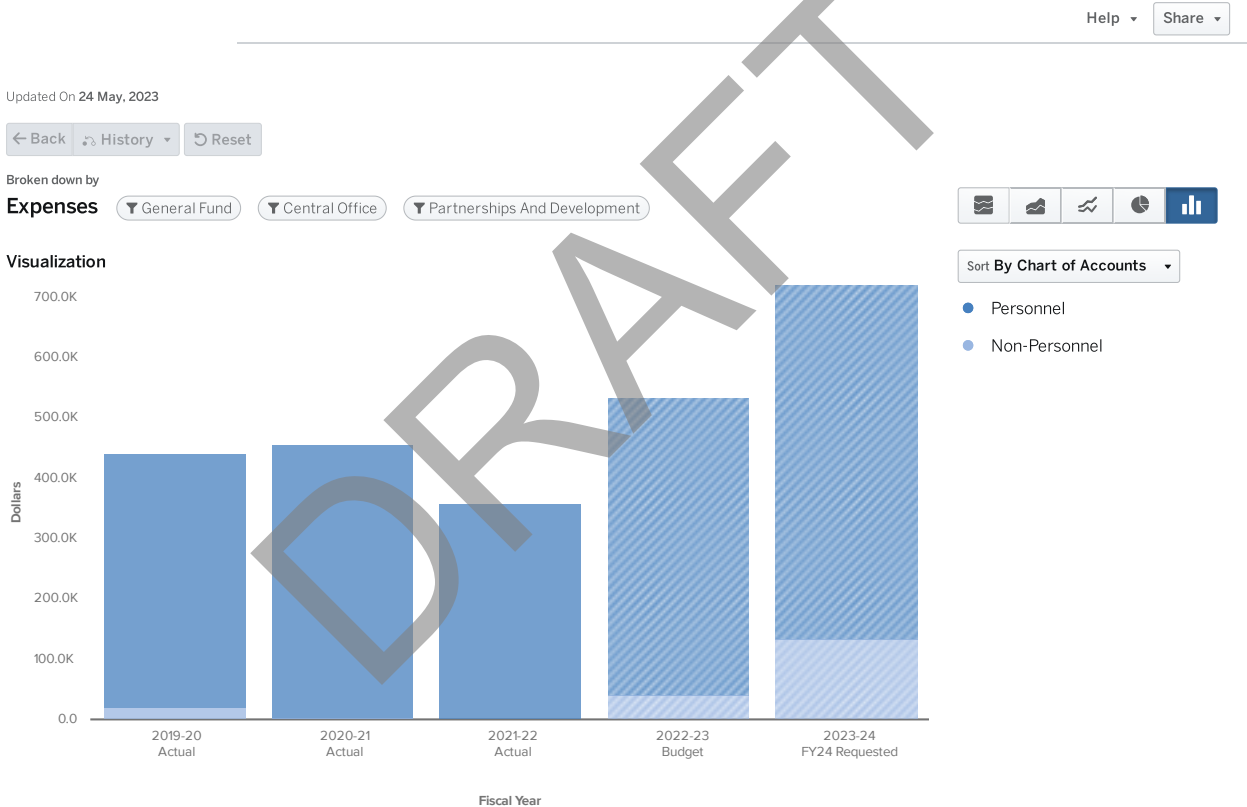 Help
Share
Updated On 24 May, 2023
Back
History
Reset
Broken down by
Expenses
General Fund
Central Office
Partnerships And Development
Visualization
Sort By Chart of Accounts
Personnel
Non-Personnel
700.0K
600.0K
500.0K
400.0K
300.0K
200.0K
100.0K
0.0
Dollars
2019-20
Actual
2020-21
Actual
2021-22
Actual
2022-23
Budget
2023-24
FY24 Requested
Fiscal Year
DRAFT